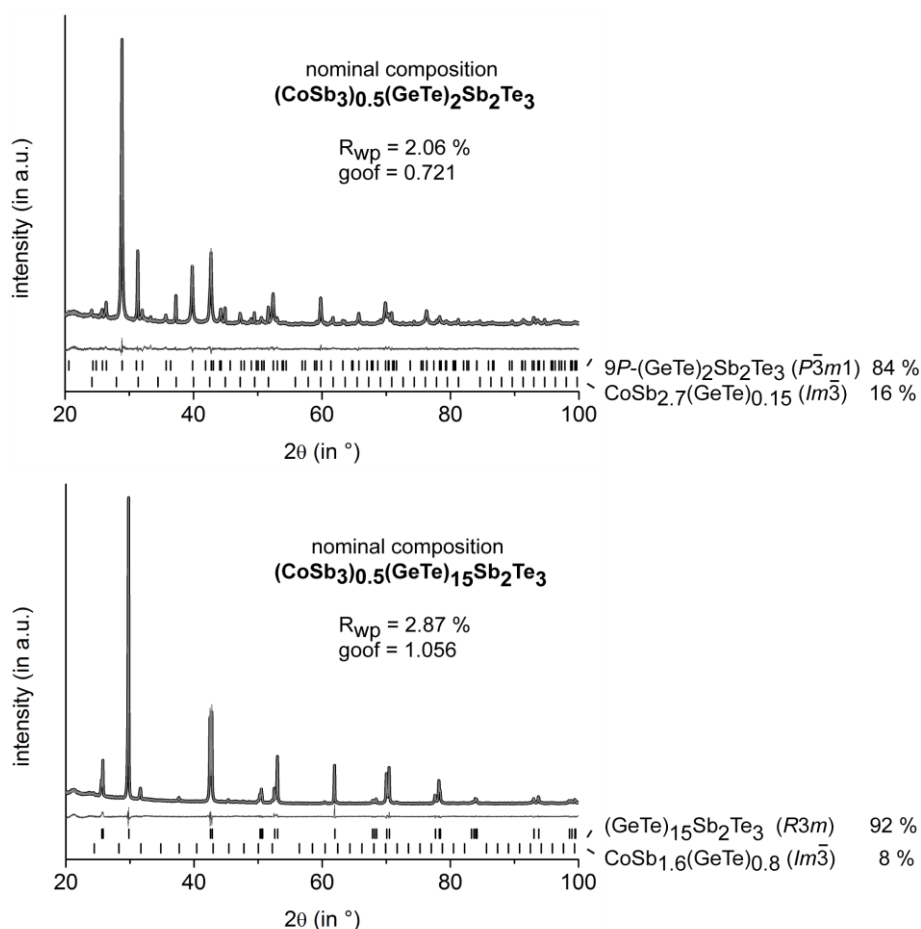 nominal composition
(CoSb3)0.5(GeTe)2Sb2Te3
Rwp = 2.06 %
goof = 0.721
intensity (in a.u.)
9P-(GeTe)2Sb2Te3 (P3̄m1) 84 %
CoSb2.7(GeTe)0.15 (Im3̄) 16 %
20 40 60 80 100
2θ (in °)
nominal composition
(CoSb3)0.5(GeTe)15Sb2Te3
Rwp = 2.87 %
goof = 1.056
intensity (in a.u.)
(GeTe)15Sb2Te3 (R3m) 92 %
CoSb1.6(GeTe)0.8 (Im3̄) 8 %
20 40 60 80 100
2θ (in °)